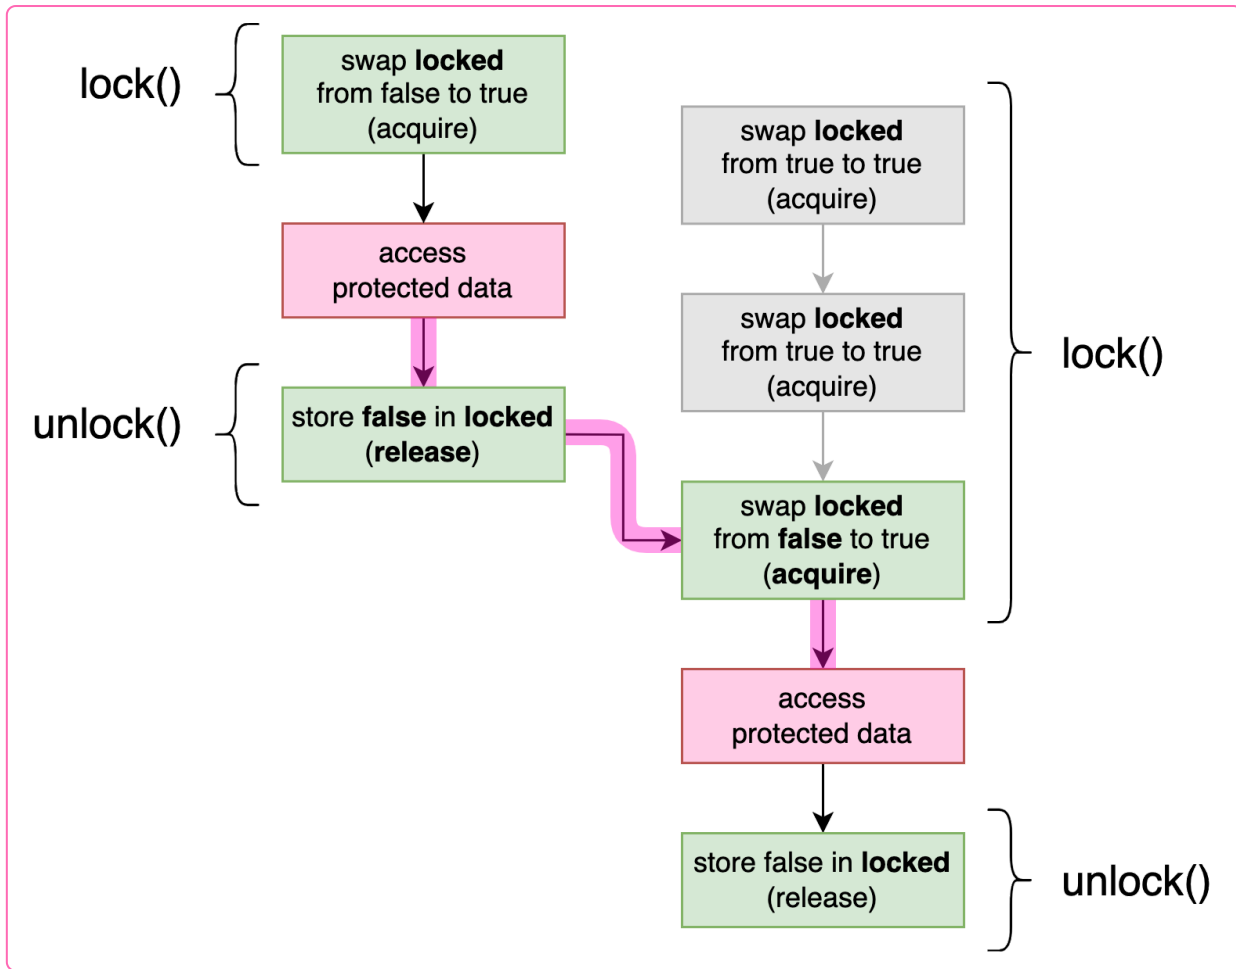 lock()
swap locked
from false to true
(acquire)
access
protected data
unlock()
store false in locked
(release)
swap locked
from true to true
(acquire)
swap locked
from true to true
(acquire)
swap locked
from false to true
(acquire)
lock()
access
protected data
store false in locked
(release)
unlock()